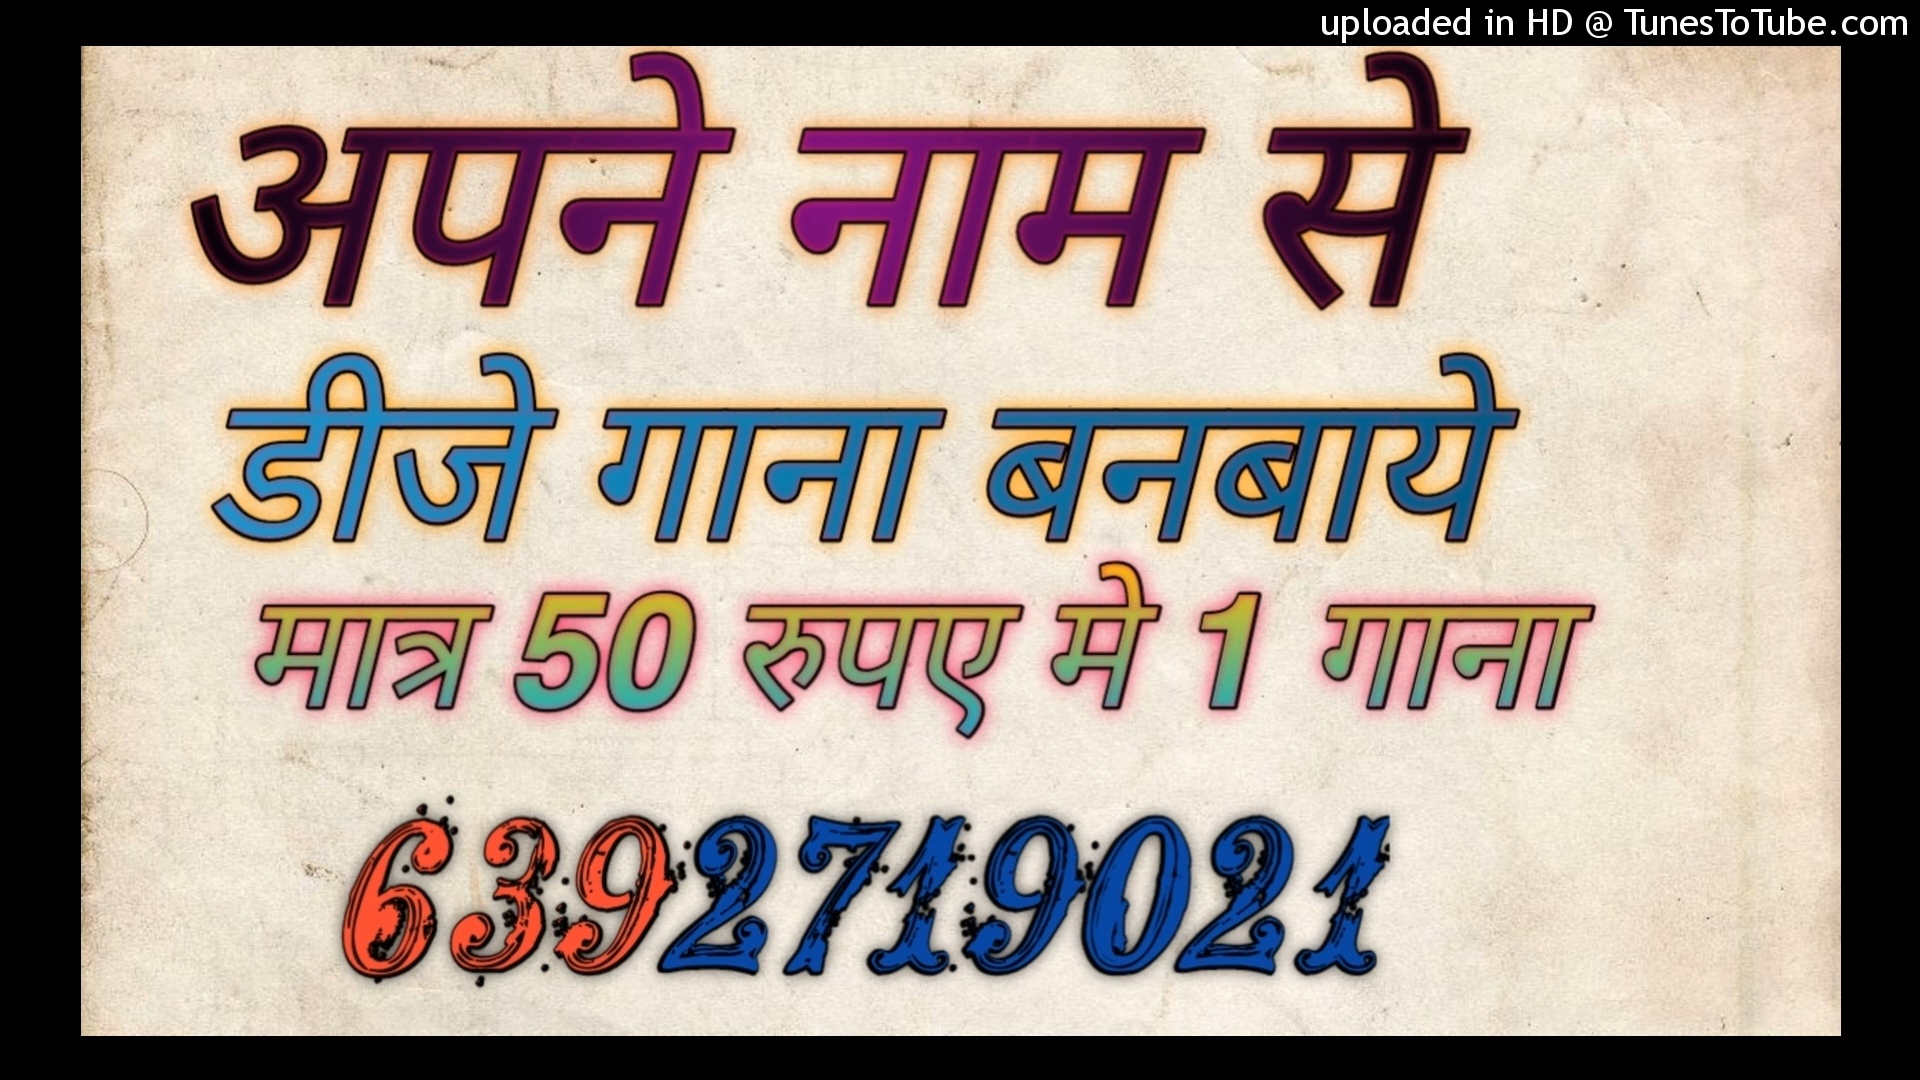 uploaded in HD @ TunesToTube.com
अपने नाम से
डीजे गाना बनबाये
मात्र 50 रुपए मे 1 गाना
6392719021